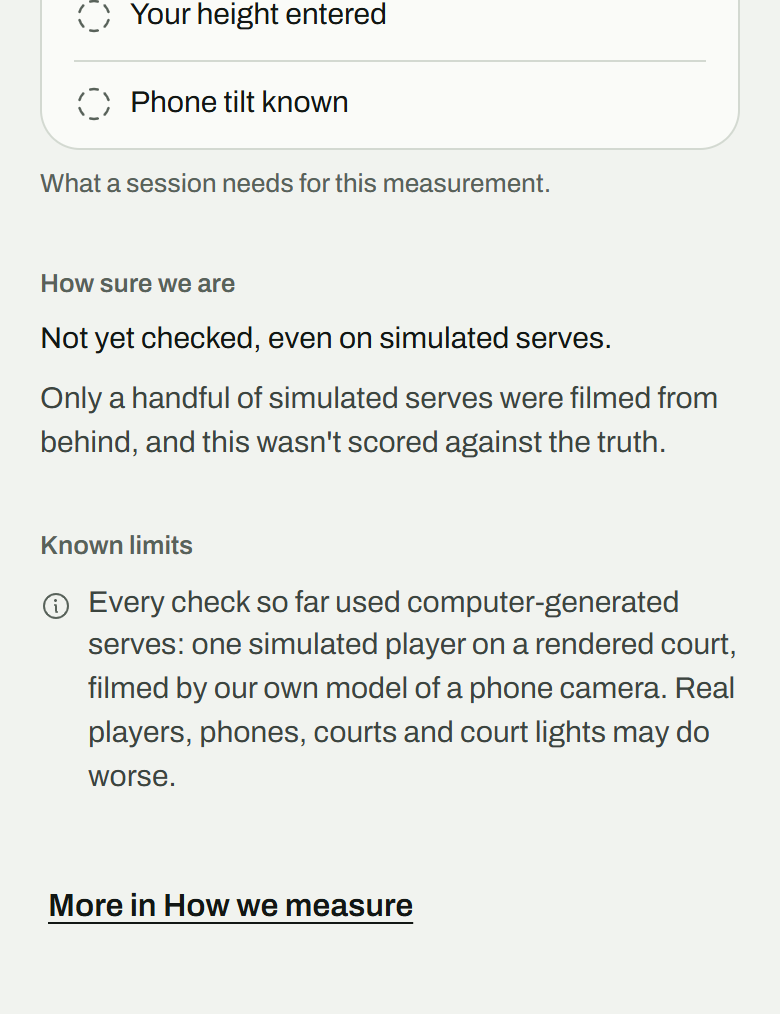 Your height entered
Phone tilt known
What a session needs for this measurement.
How sure we are
Not yet checked, even on simulated serves.
Only a handful of simulated serves were filmed from
behind, and this wasn't scored against the truth.
Known limits
Every check so far used computer-generated
serves: one simulated player on a rendered court,
filmed by our own model of a phone camera. Real
players, phones, courts and court lights may do
worse.
More in How we measure